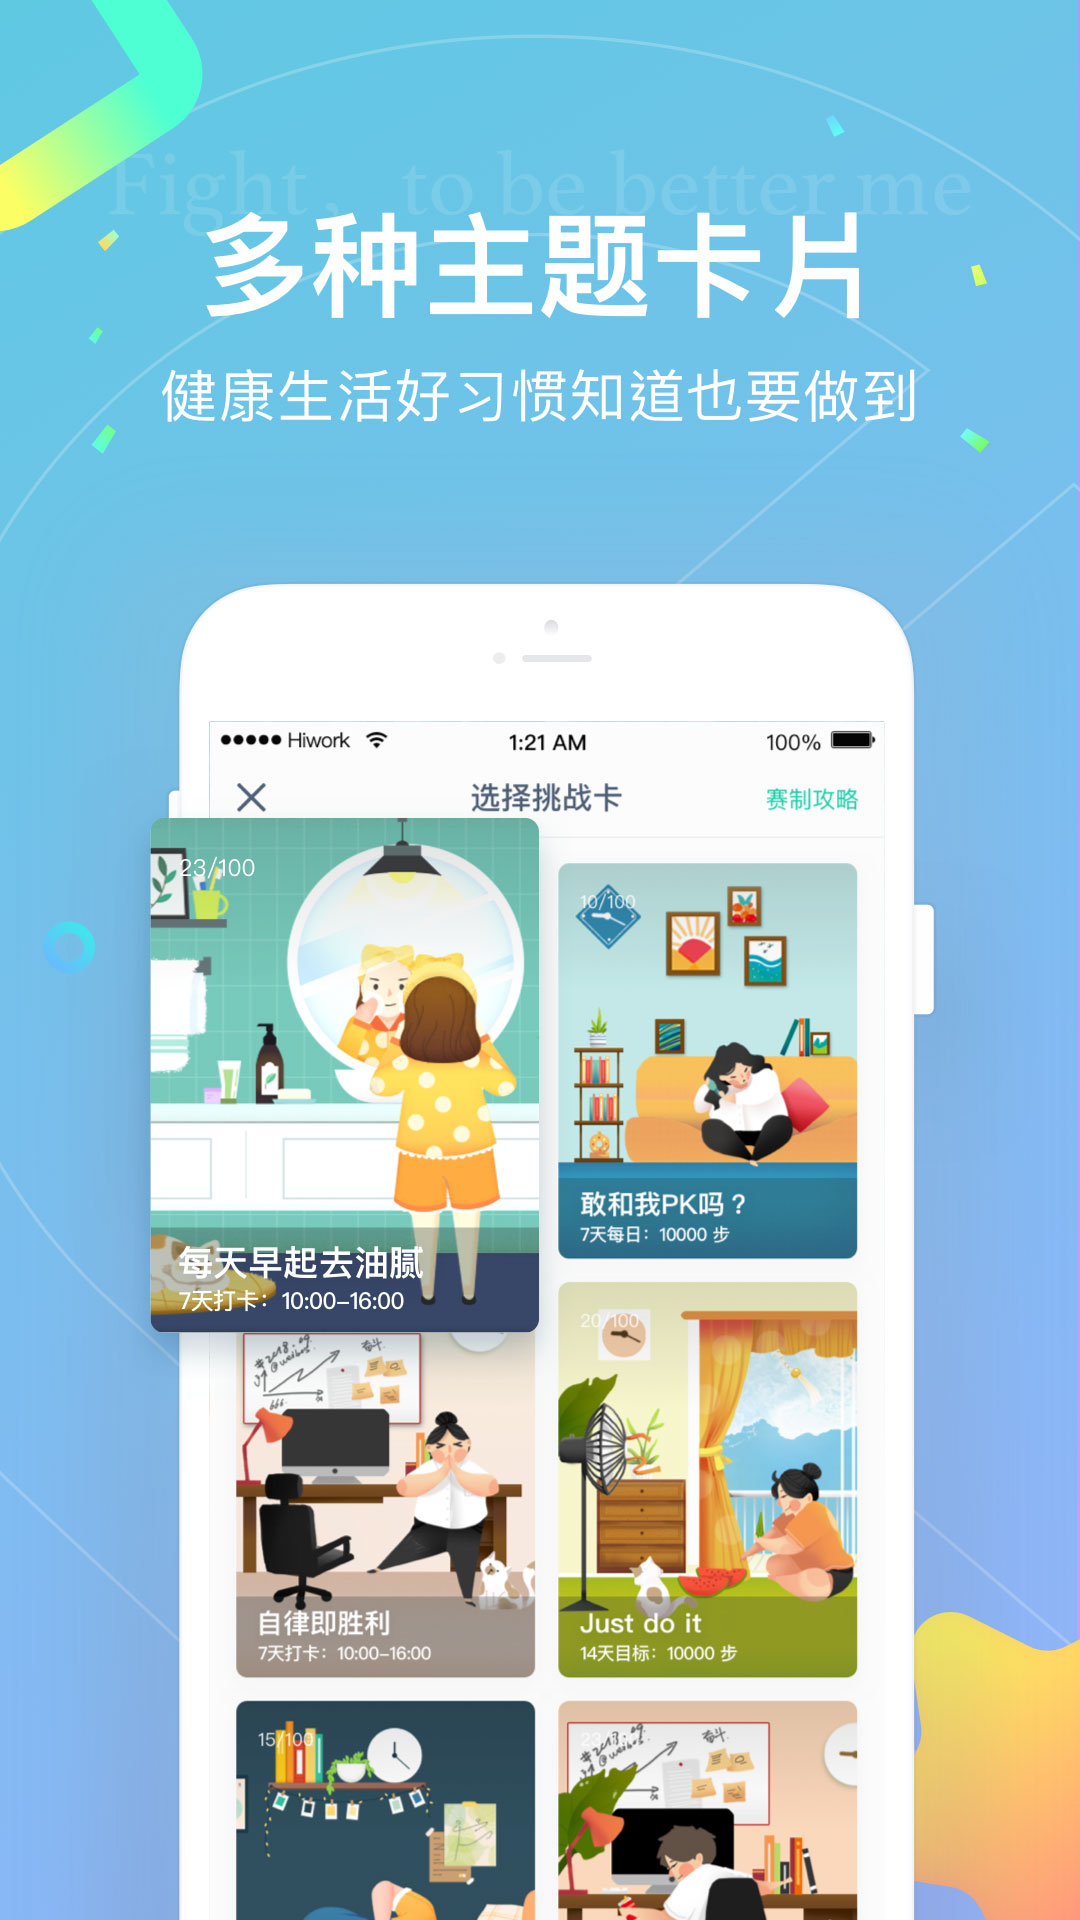 Fight, to be better me
多种主题卡片
健康生活好习惯知道也要做到
Hiwork 1:21 AM 100%
选择挑战卡 赛制攻略
23/100
每天早起去油腻
7天打卡：10:00-16:00
10/100
敢和我PK吗？
7天每日：10000 步
奋斗
666
自律即胜利
7天打卡：10:00-16:00
20/100
Just do it
14天目标：10000 步
15/100
奋斗